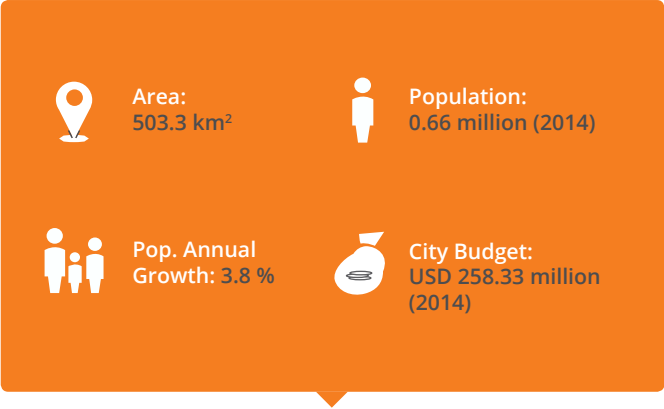 Area:
503.3 km²
Population:
0.66 million (2014)
Pop. Annual
Growth: 3.8 %
City Budget:
USD 258.33 million
(2014)